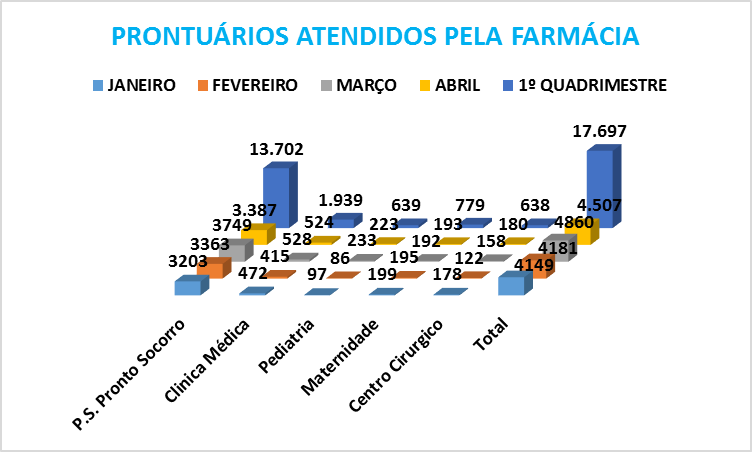 PRONTUÁRIOS ATENDIDOS PELA FARMÁCIA
JANEIRO FEVEREIRO MARÇO ABRIL 1º QUADRIMESTRE
13.702 1.939 639 779 638 17.697
3.387 524 223 193 180 4.507
3749 528 233 192 158 4860
3363 415 86 195 122 4181
3203 472 97 199 178 4149
P.S. Pronto Socorro
Clinica Médica
Pediatria
Maternidade
Centro Cirurgico
Total